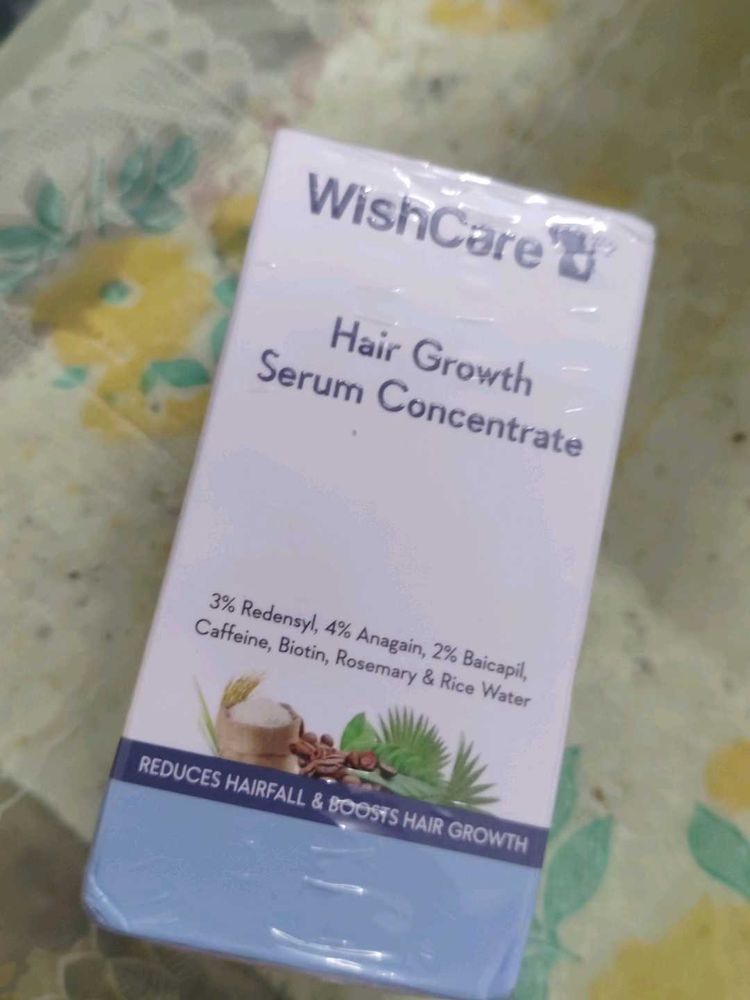 WishCare
Hair Growth
Serum Concentrate
3% Redensyl, 4% Anagain, 2% Baicapil,
Caffeine, Biotin, Rosemary & Rice Water
REDUCES HAIRFALL & BOOSTS HAIR GROWTH